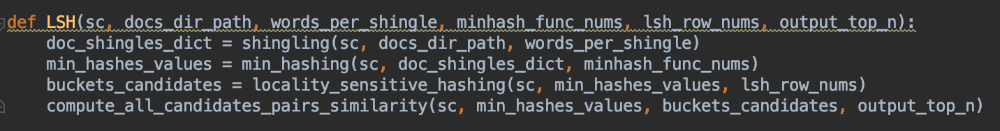 def LSH(sc, docs_dir_path, words_per_shingle, minhash_func_nums, lsh_row_nums, output_top_n):
    doc_shingles_dict = shingling(sc, docs_dir_path, words_per_shingle)
    min_hashes_values = min_hashing(sc, doc_shingles_dict, minhash_func_nums)
    buckets_candidates = locality_sensitive_hashing(sc, min_hashes_values, lsh_row_nums)
    compute_all_candidates_pairs_similarity(sc, min_hashes_values, buckets_candidates, output_top_n)